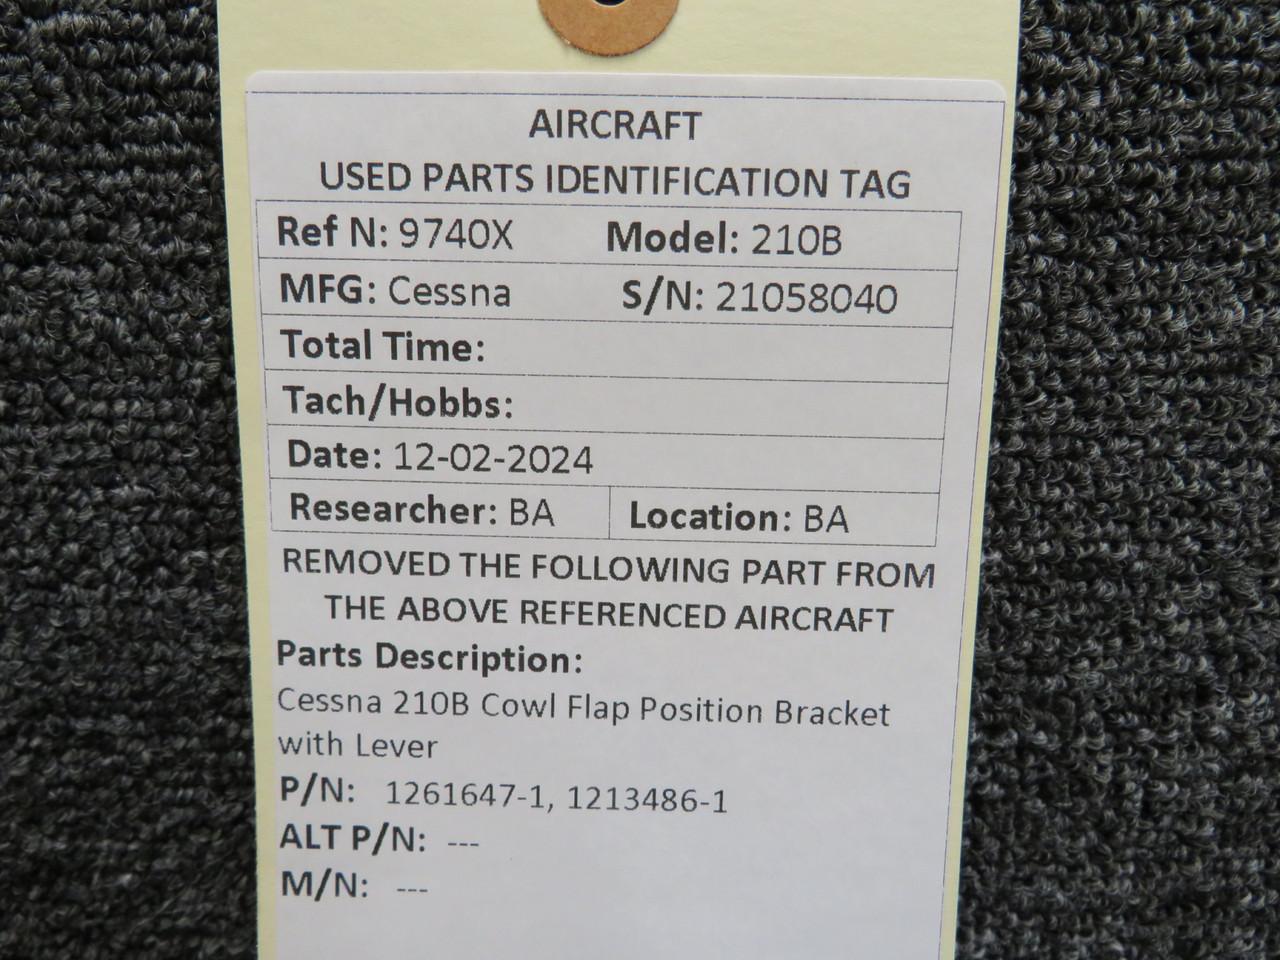 AIRCRAFT
USED PARTS IDENTIFICATION TAG
Ref N: 9740X Model: 210B
MFG: Cessna S/N: 21058040
Total Time:
Tach/Hobbs:
Date: 12-02-2024
Researcher: BA Location: BA
REMOVED THE FOLLOWING PART FROM
THE ABOVE REFERENCED AIRCRAFT
Parts Description:
Cessna 210B Cowl Flap Position Bracket
with Lever
P/N: 1261647-1, 1213486-1
ALT P/N: ---
M/N: ---